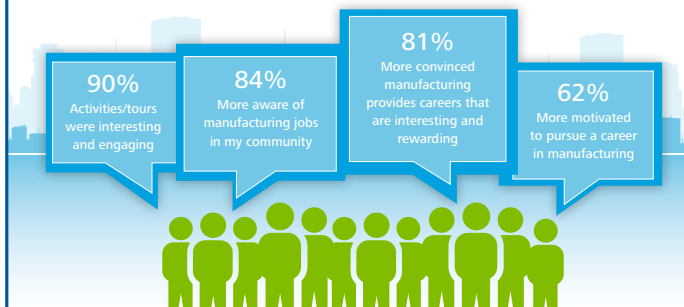 90%
Activities/tours
were interesting
and engaging
84%
More aware of
manufacturing jobs
in my community
81%
More convinced
manufacturing
provides careers that
are interesting and
rewarding
62%
More motivated
to pursue a career
in manufacturing